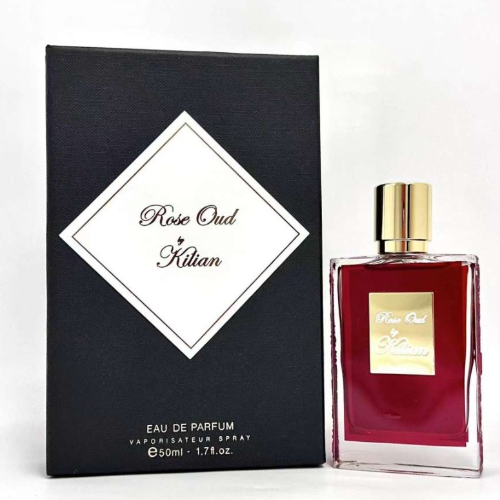 Rose Oud
by
Kilian
EAU DE PARFUM
VAPORISATEUR SPRAY
℮50ml - 1.7fl.oz.
Rose Oud
by
Kilian